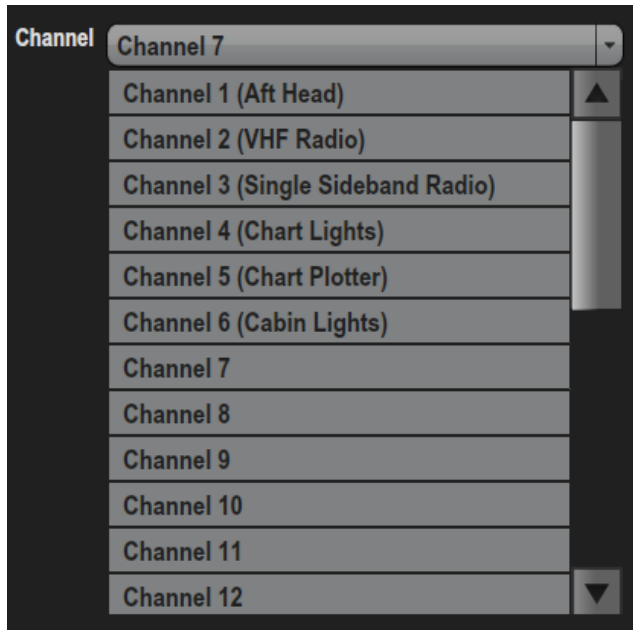 Channel
Channel 7
Channel 1 (Aft Head)
Channel 2 (VHF Radio)
Channel 3 (Single Sideband Radio)
Channel 4 (Chart Lights)
Channel 5 (Chart Plotter)
Channel 6 (Cabin Lights)
Channel 7
Channel 8
Channel 9
Channel 10
Channel 11
Channel 12